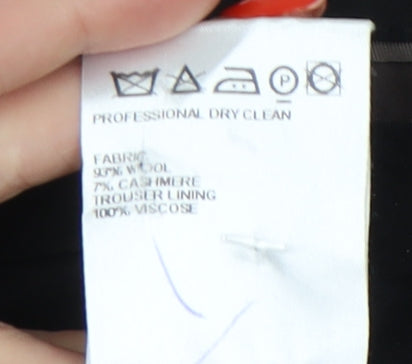 P
PROFESSIONAL DRY CLEAN
FABRIC
93% WOOL
7% CASHMERE
TROUSER LINING
100% VISCOSE